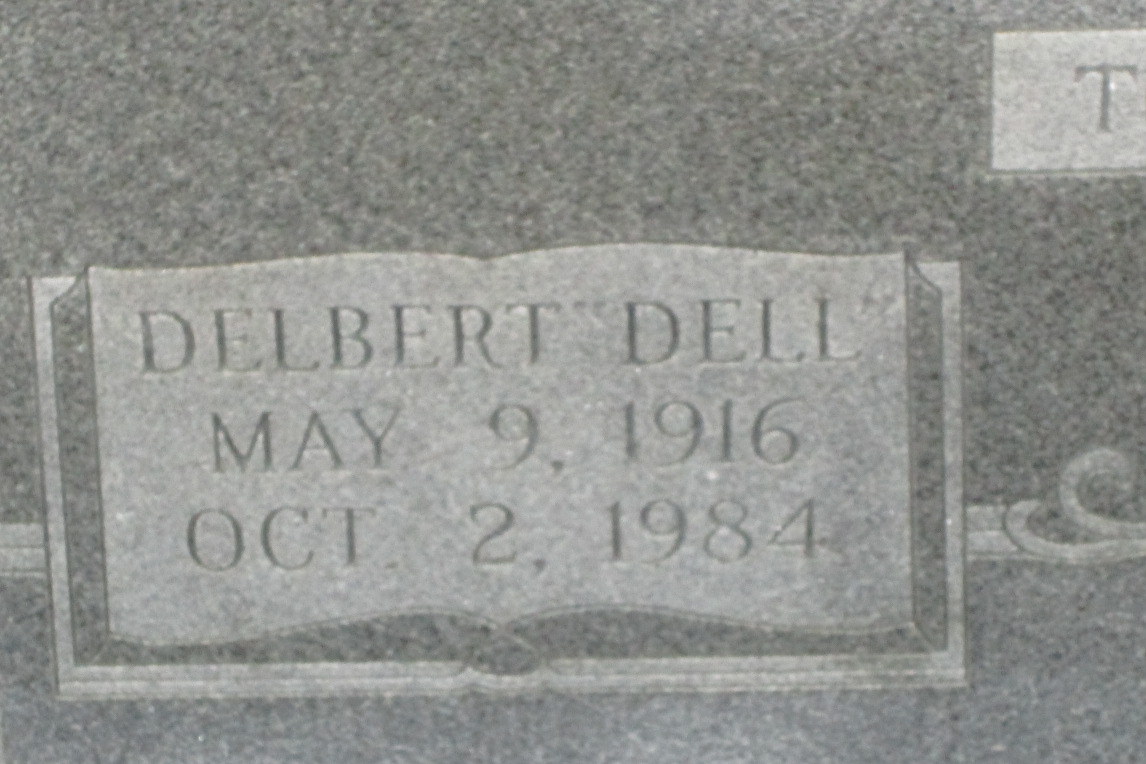 T
DELBERT "DELL"
MAY 9, 1916
OCT. 2, 1984